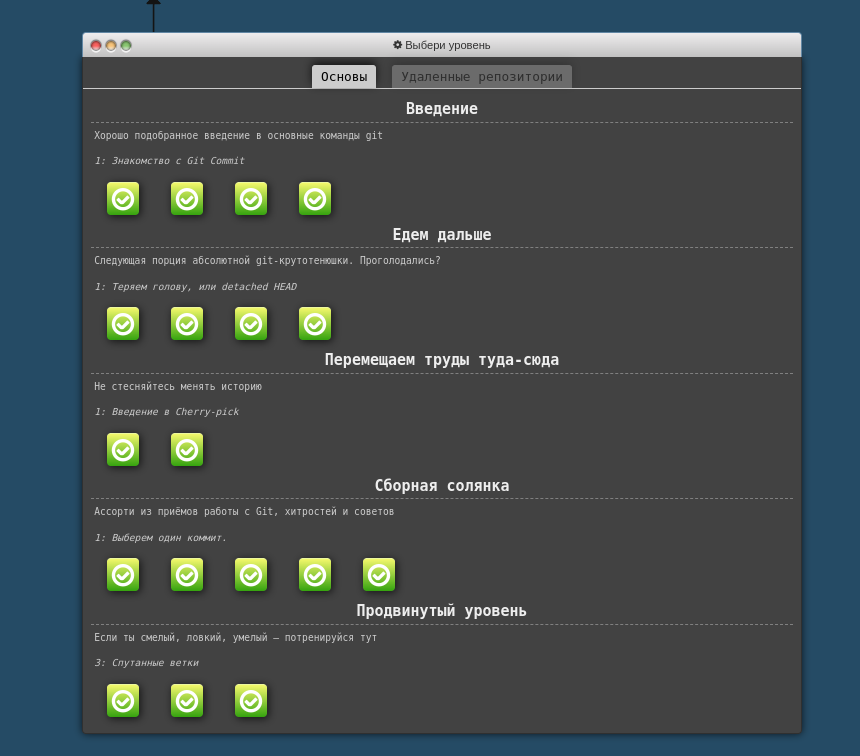 Выбери уровень
Основы
Удаленные репозитории
Введение
Хорошо подобранное введение в основные команды git
1: Знакомство с Git Commit
Едем дальше
Следующая порция абсолютной git-крутотенюшки. Проголодались?
1: Теряем голову, или detached HEAD
Перемещаем труды туда-сюда
Не стесняйтесь менять историю
1: Введение в Cherry-pick
Сборная солянка
Ассорти из приёмов работы с Git, хитростей и советов
1: Выберем один коммит.
Продвинутый уровень
Если ты смелый, ловкий, умелый – потренируйся тут
3: Спутанные ветки